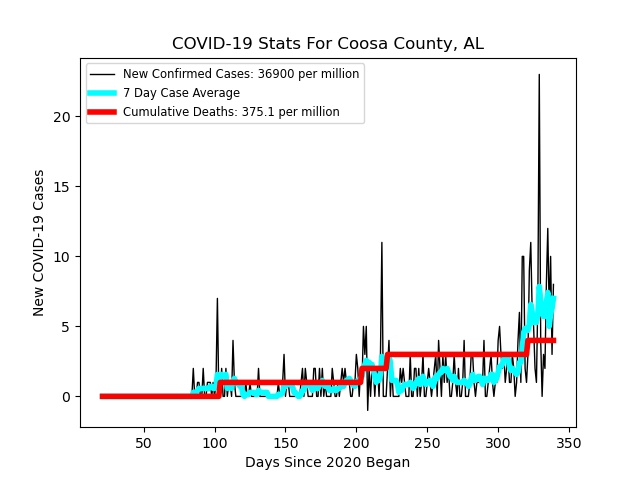 COVID-19 Stats For Coosa County, AL
New Confirmed Cases: 36900 per million
7 Day Case Average
Cumulative Deaths: 375.1 per million
New COVID-19 Cases
20
15
10
5
0
50
100
150
200
250
300
350
Days Since 2020 Began